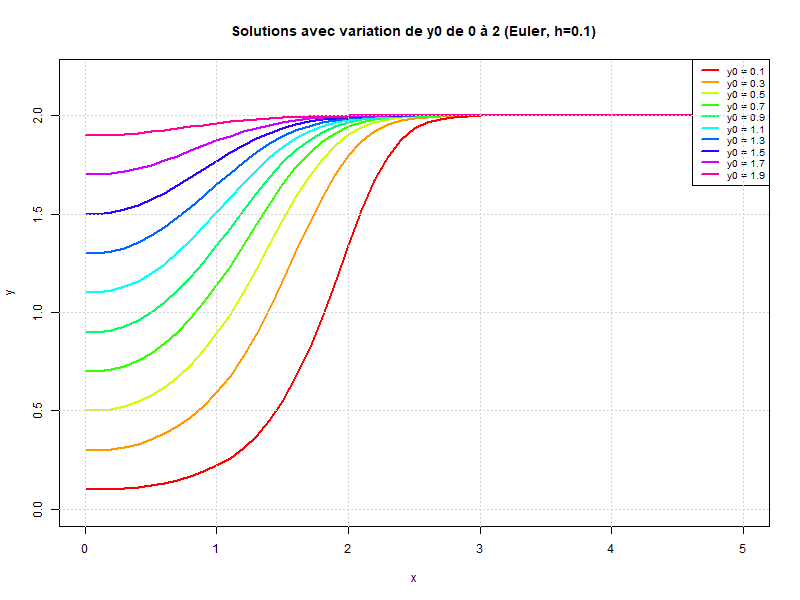 Solutions avec variation de y0 de 0 à 2 (Euler, h=0.1)
y0 = 0.1
y0 = 0.3
y0 = 0.5
y0 = 0.7
y0 = 0.9
y0 = 1.1
y0 = 1.3
y0 = 1.5
y0 = 1.7
y0 = 1.9
2.0
1.5
1.0
0.5
0.0
y
0 1 2 3 4 5
x